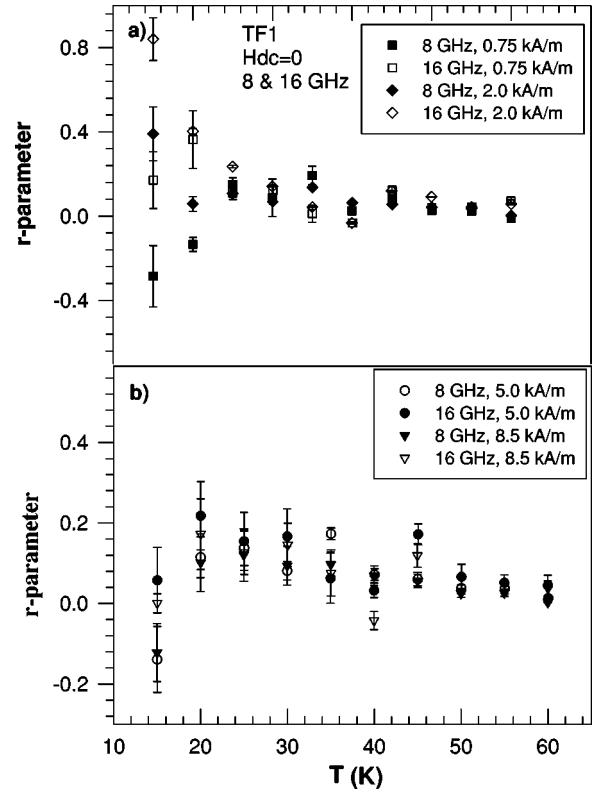 a)
TF1
Hdc=0
8 & 16 GHz
8 GHz, 0.75 kA/m
16 GHz, 0.75 kA/m
8 GHz, 2.0 kA/m
16 GHz, 2.0 kA/m
0.8
0.4
0.0
-0.4
r-parameter
b)
8 GHz, 5.0 kA/m
16 GHz, 5.0 kA/m
8 GHz, 8.5 kA/m
16 GHz, 8.5 kA/m
0.4
0.2
0.0
-0.2
r-parameter
10 20 30 40 50 60
T (K)